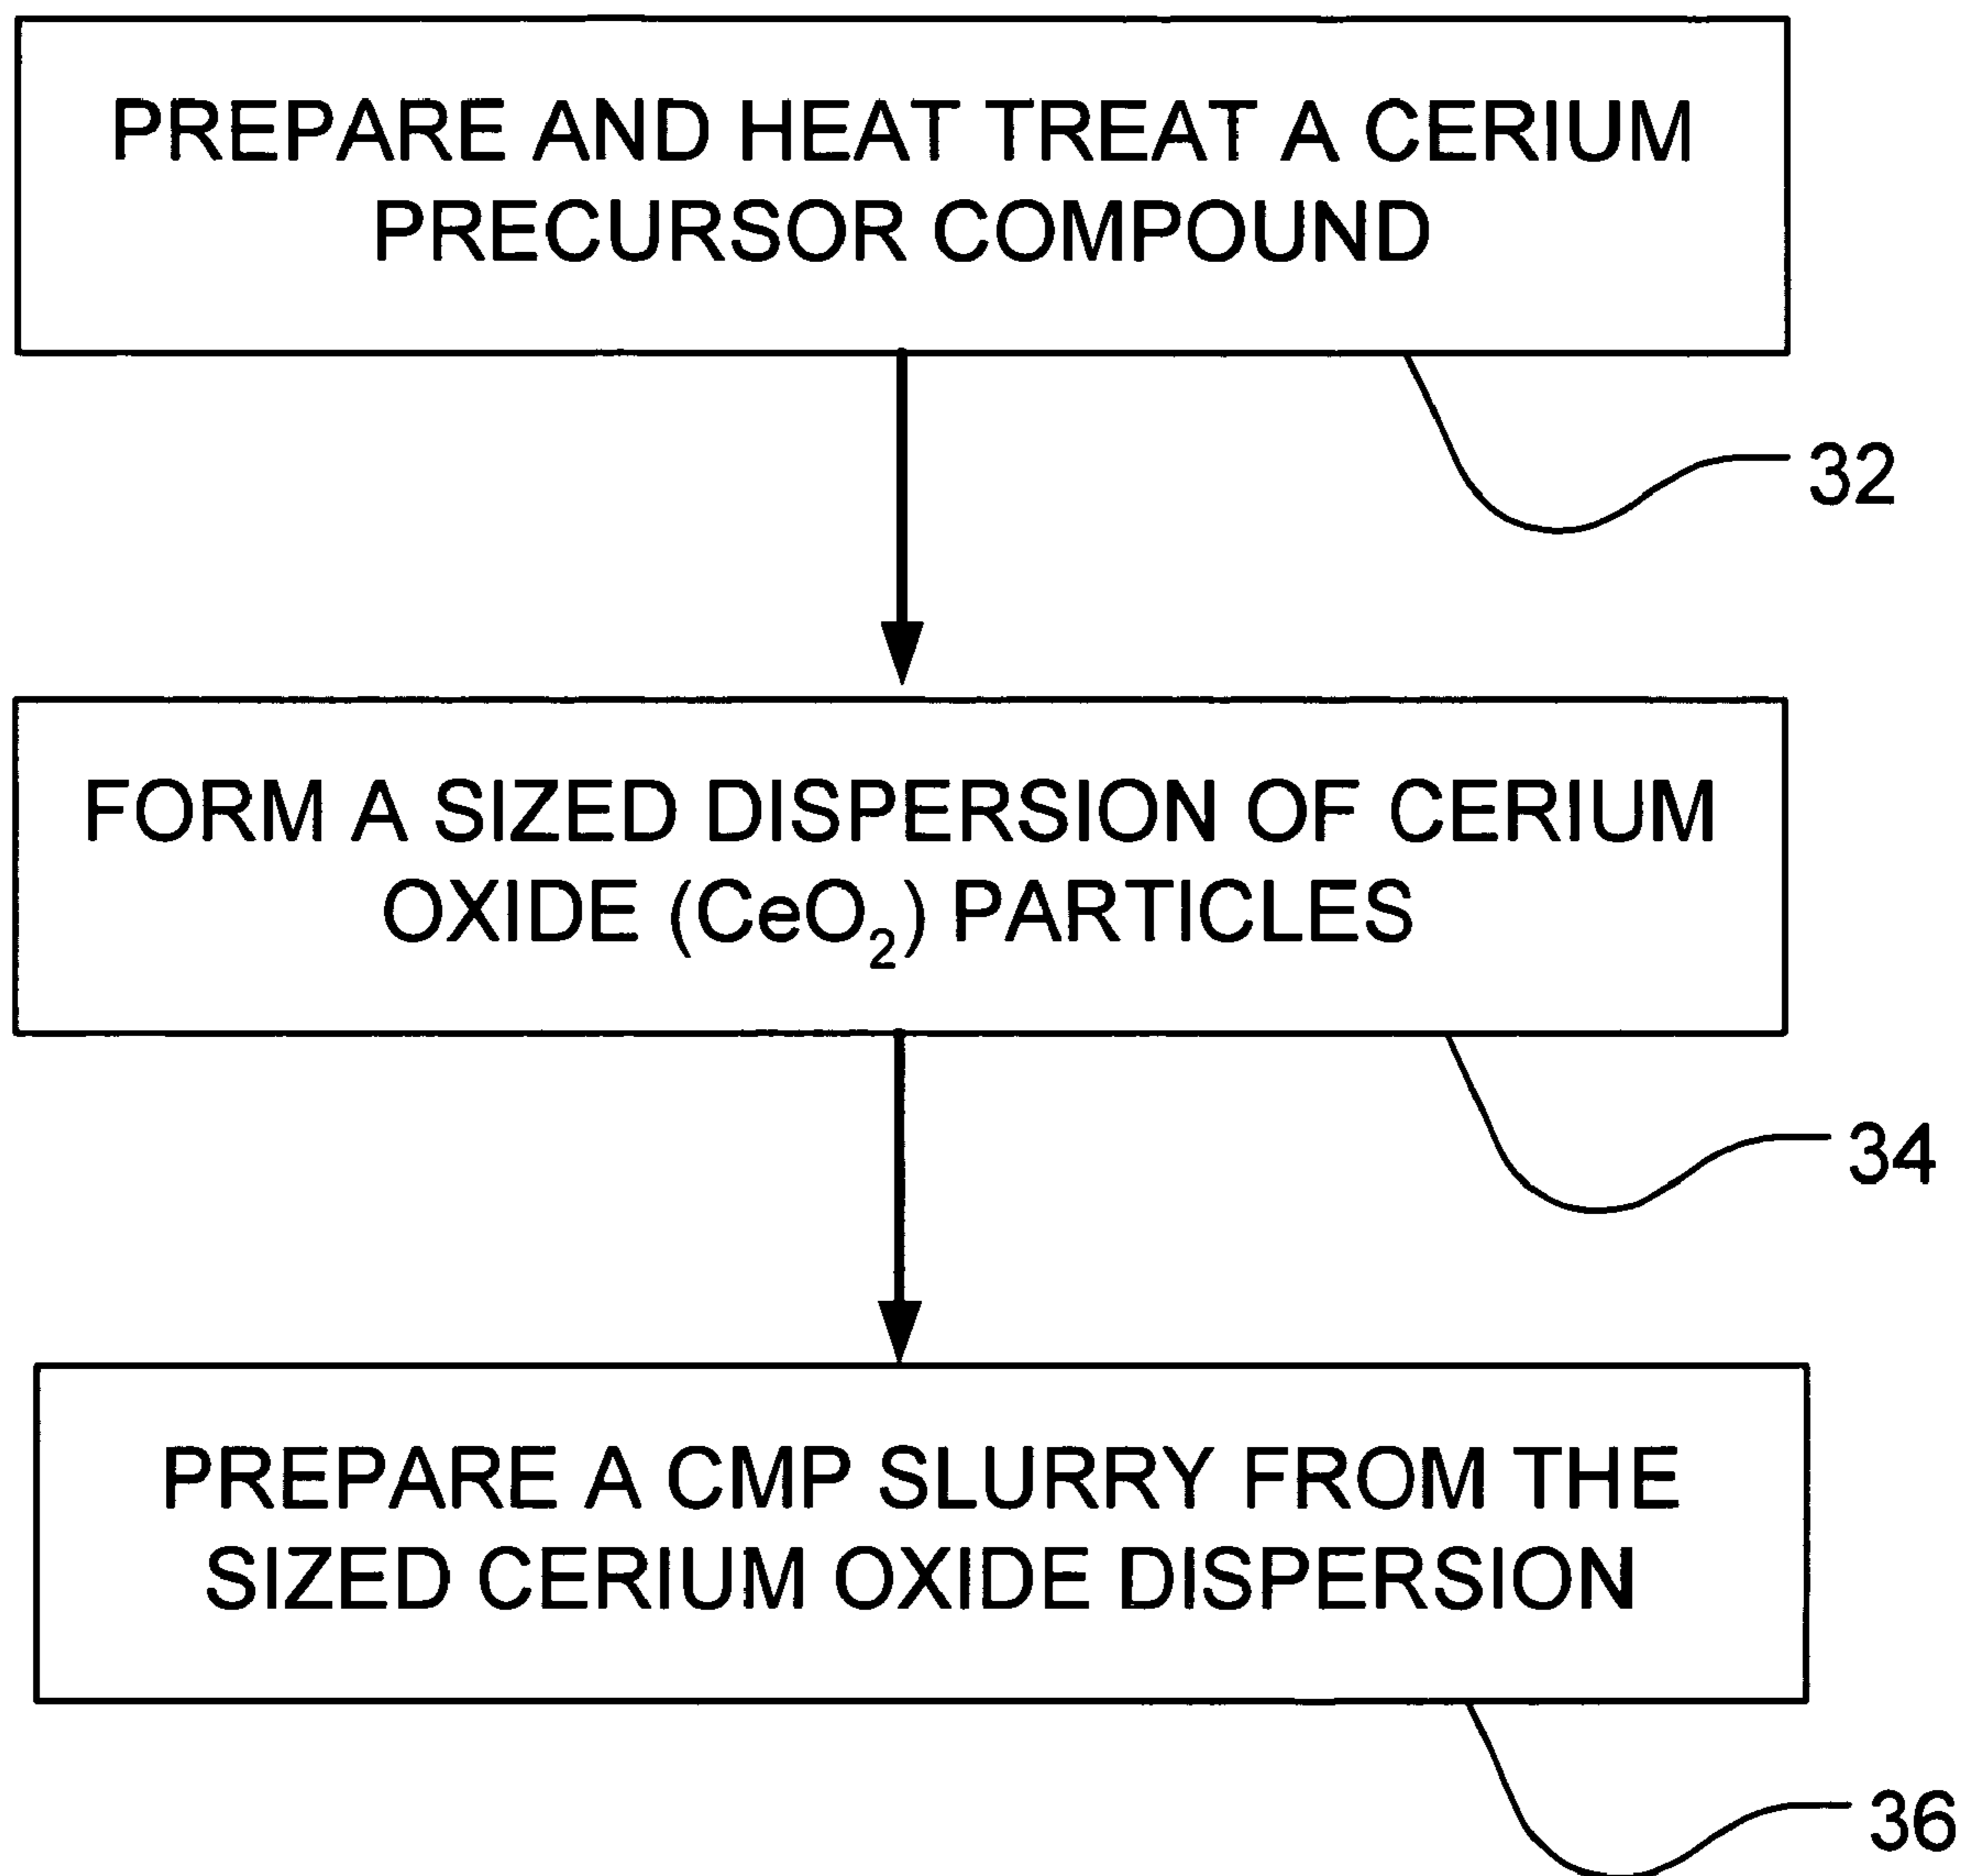 PREPARE AND HEAT TREAT A CERIUM
PRECURSOR COMPOUND
32
FORM A SIZED DISPERSION OF CERIUM
OXIDE (CeO₂) PARTICLES
34
PREPARE A CMP SLURRY FROM THE
SIZED CERIUM OXIDE DISPERSION
36